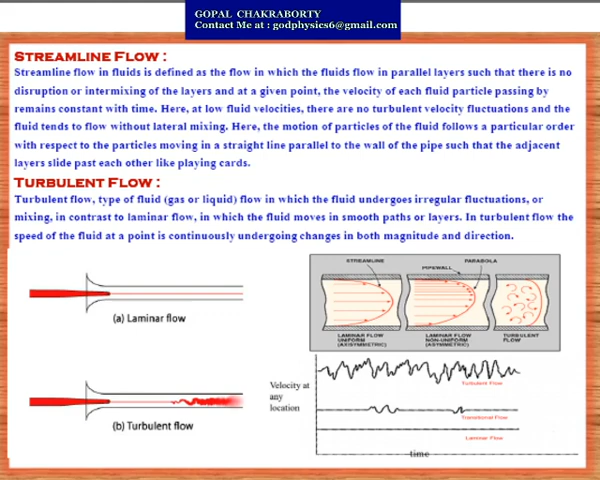 GOPAL CHAKRABORTY
Contact Me at : godphysics6@gmail.com
STREAMLINE FLOW :
Streamline flow in fluids is defined as the flow in which the fluids flow in parallel layers such that there is no
disruption or intermixing of the layers and at a given point, the velocity of each fluid particle passing by
remains constant with time. Here, at low fluid velocities, there are no turbulent velocity fluctuations and the
fluid tends to flow without lateral mixing. Here, the motion of particles of the fluid follows a particular order
with respect to the particles moving in a straight line parallel to the wall of the pipe such that the adjacent
layers slide past each other like playing cards.
TURBULENT FLOW :
Turbulent flow, type of fluid (gas or liquid) flow in which the fluid undergoes irregular fluctuations, or
mixing, in contrast to laminar flow, in which the fluid moves in smooth paths or layers. In turbulent flow the
speed of the fluid at a point is continuously undergoing changes in both magnitude and direction.
(a) Laminar flow
(b) Turbulent flow
STREAMLINE
PIPEWALL
PARABOLA
LAMINAR FLOW
UNIFORM
(AXISYMMETRIC)
LAMINAR FLOW
NON-UNIFORM
(ASYMMETRIC)
TURBULENT
FLOW
Velocity at
any
location
Turbulent Flow
Transitional Flow
Laminar Flow
time